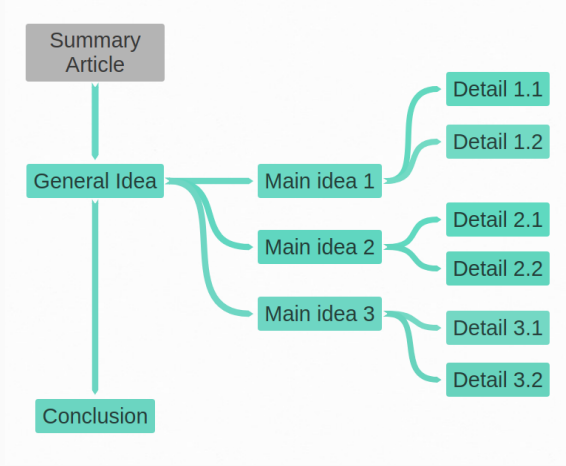 Summary
Article
General Idea
Main idea 1
Main idea 2
Main idea 3
Detail 1.1
Detail 1.2
Detail 2.1
Detail 2.2
Detail 3.1
Detail 3.2
Conclusion